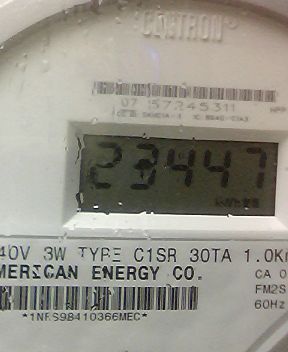 CENTRON®
07 157 245 311
23447
40V 3W TYPE C1SR 30TA 1.0K
MERICAN ENERGY CO.
CA 0
FM2S
60Hz
*1NFS98410366MEC*